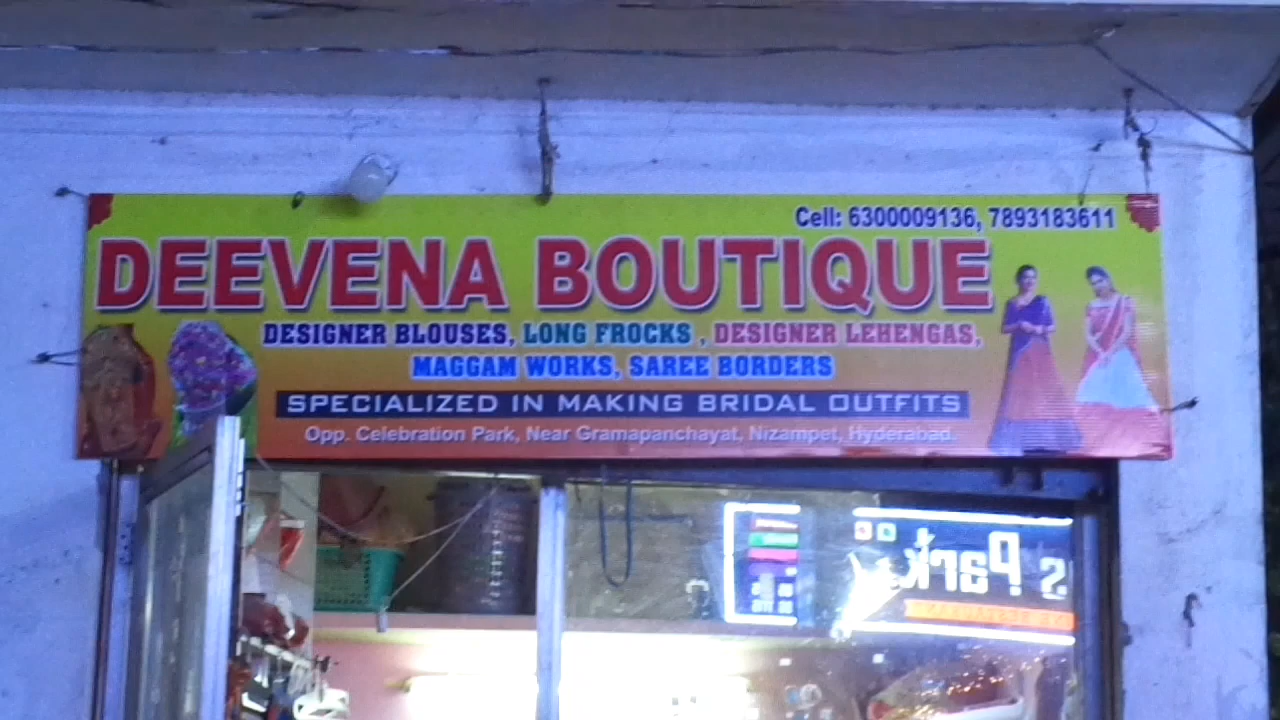 Cell: 6300009136, 7893183611
DEEVENA BOUTIQUE
DESIGNER BLOUSES, LONG FROCKS , DESIGNER LEHENGAS,
MAGGAM WORKS, SAREE BORDERS
SPECIALIZED IN MAKING BRIDAL OUTFITS
Opp. Celebration Park, Near Gramapanchayat, Nizampet, Hyderabad.
Park